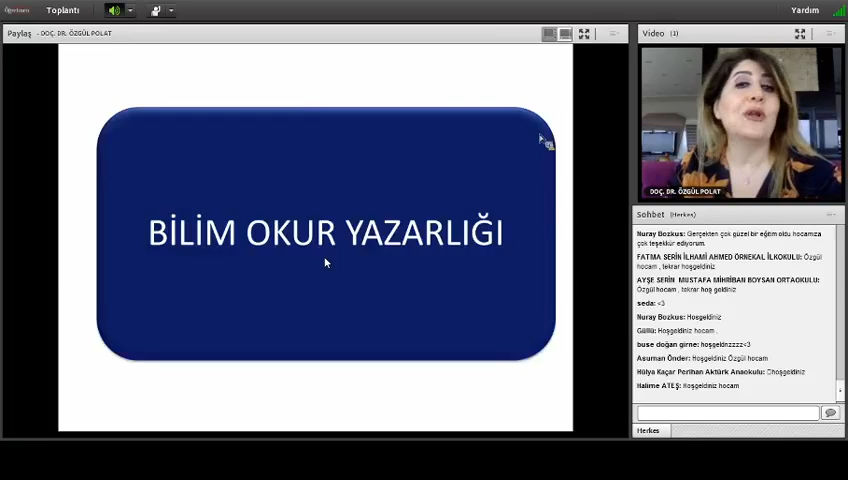 Toplantı
Yardım
Paylaş - DOÇ. DR. ÖZGÜL POLAT
Video (1)
BİLİM OKUR YAZARLIĞI
DOÇ. DR. ÖZGÜL POLAT
Sohbet (Herkes)
Nuray Bozkus: Gerçekten çok güzel bir eğitim oldu hocamıza
çok teşekkür ediyorum.
FATMA SERİN İLHAMİ AHMED ÖRNEKAL İLKOKULU: Özgül
hocam , tekrar hoşgeldiniz
AYŞE SERİN MUSTAFA MİHRİBAN BOYSAN ORTAOKULU:
Özgül hocam , tekrar hoş geldiniz
seda: <3
Nuray Bozkus: Hosgeldiniz
Güllü: Hoşgeldiniz hocam .
buse doğan girne: hoşgeldnzzzz<3
Asuman Önder: Hoşgeldiniz Özgül hocam
Hülya Kaçar Perihan Aktürk Anaokulu: Ohoşgeldiniz
Halime ATEŞ: Hoşgeldiniz hocam
Herkes